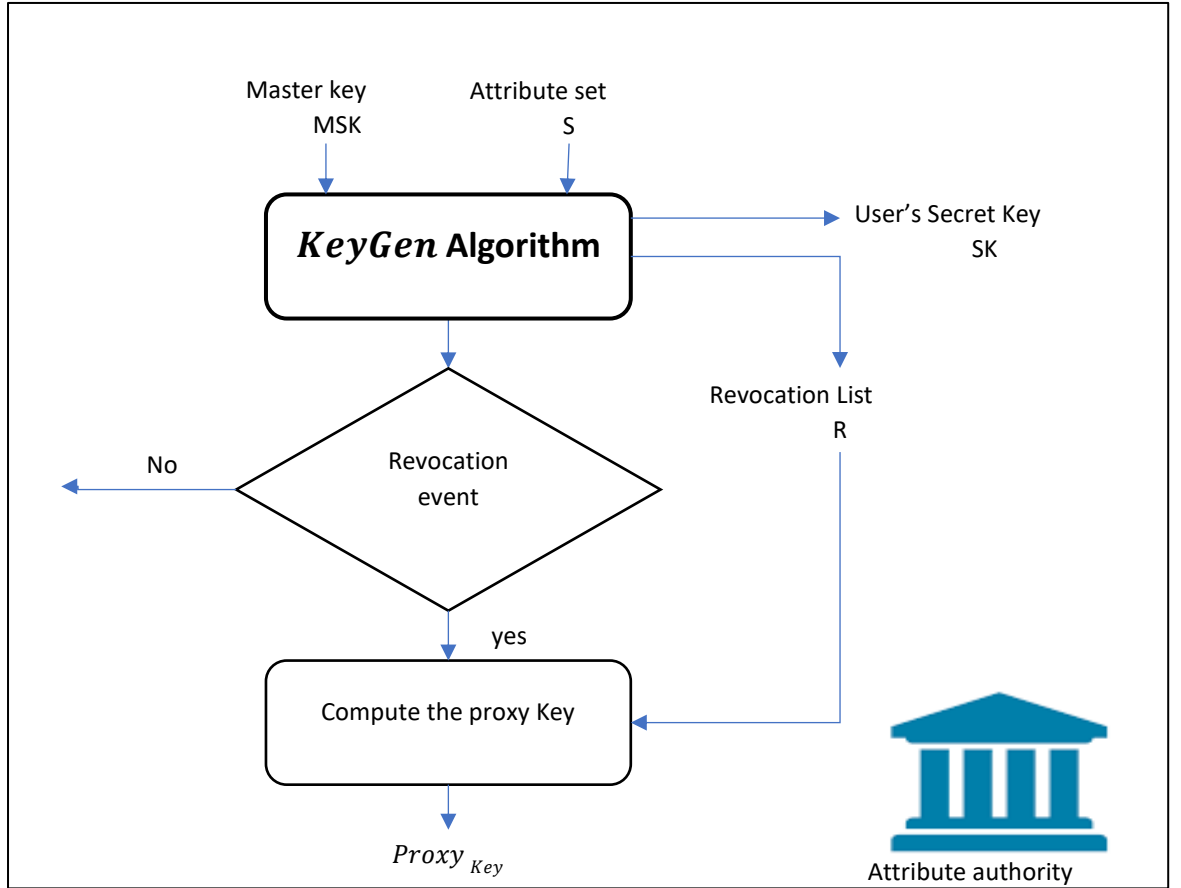 Master key
MSK
Attribute set
S
KeyGen Algorithm
User’s Secret Key
SK
Revocation List
R
Revocation
event
No
yes
Compute the proxy Key
Proxy Key
Attribute authority